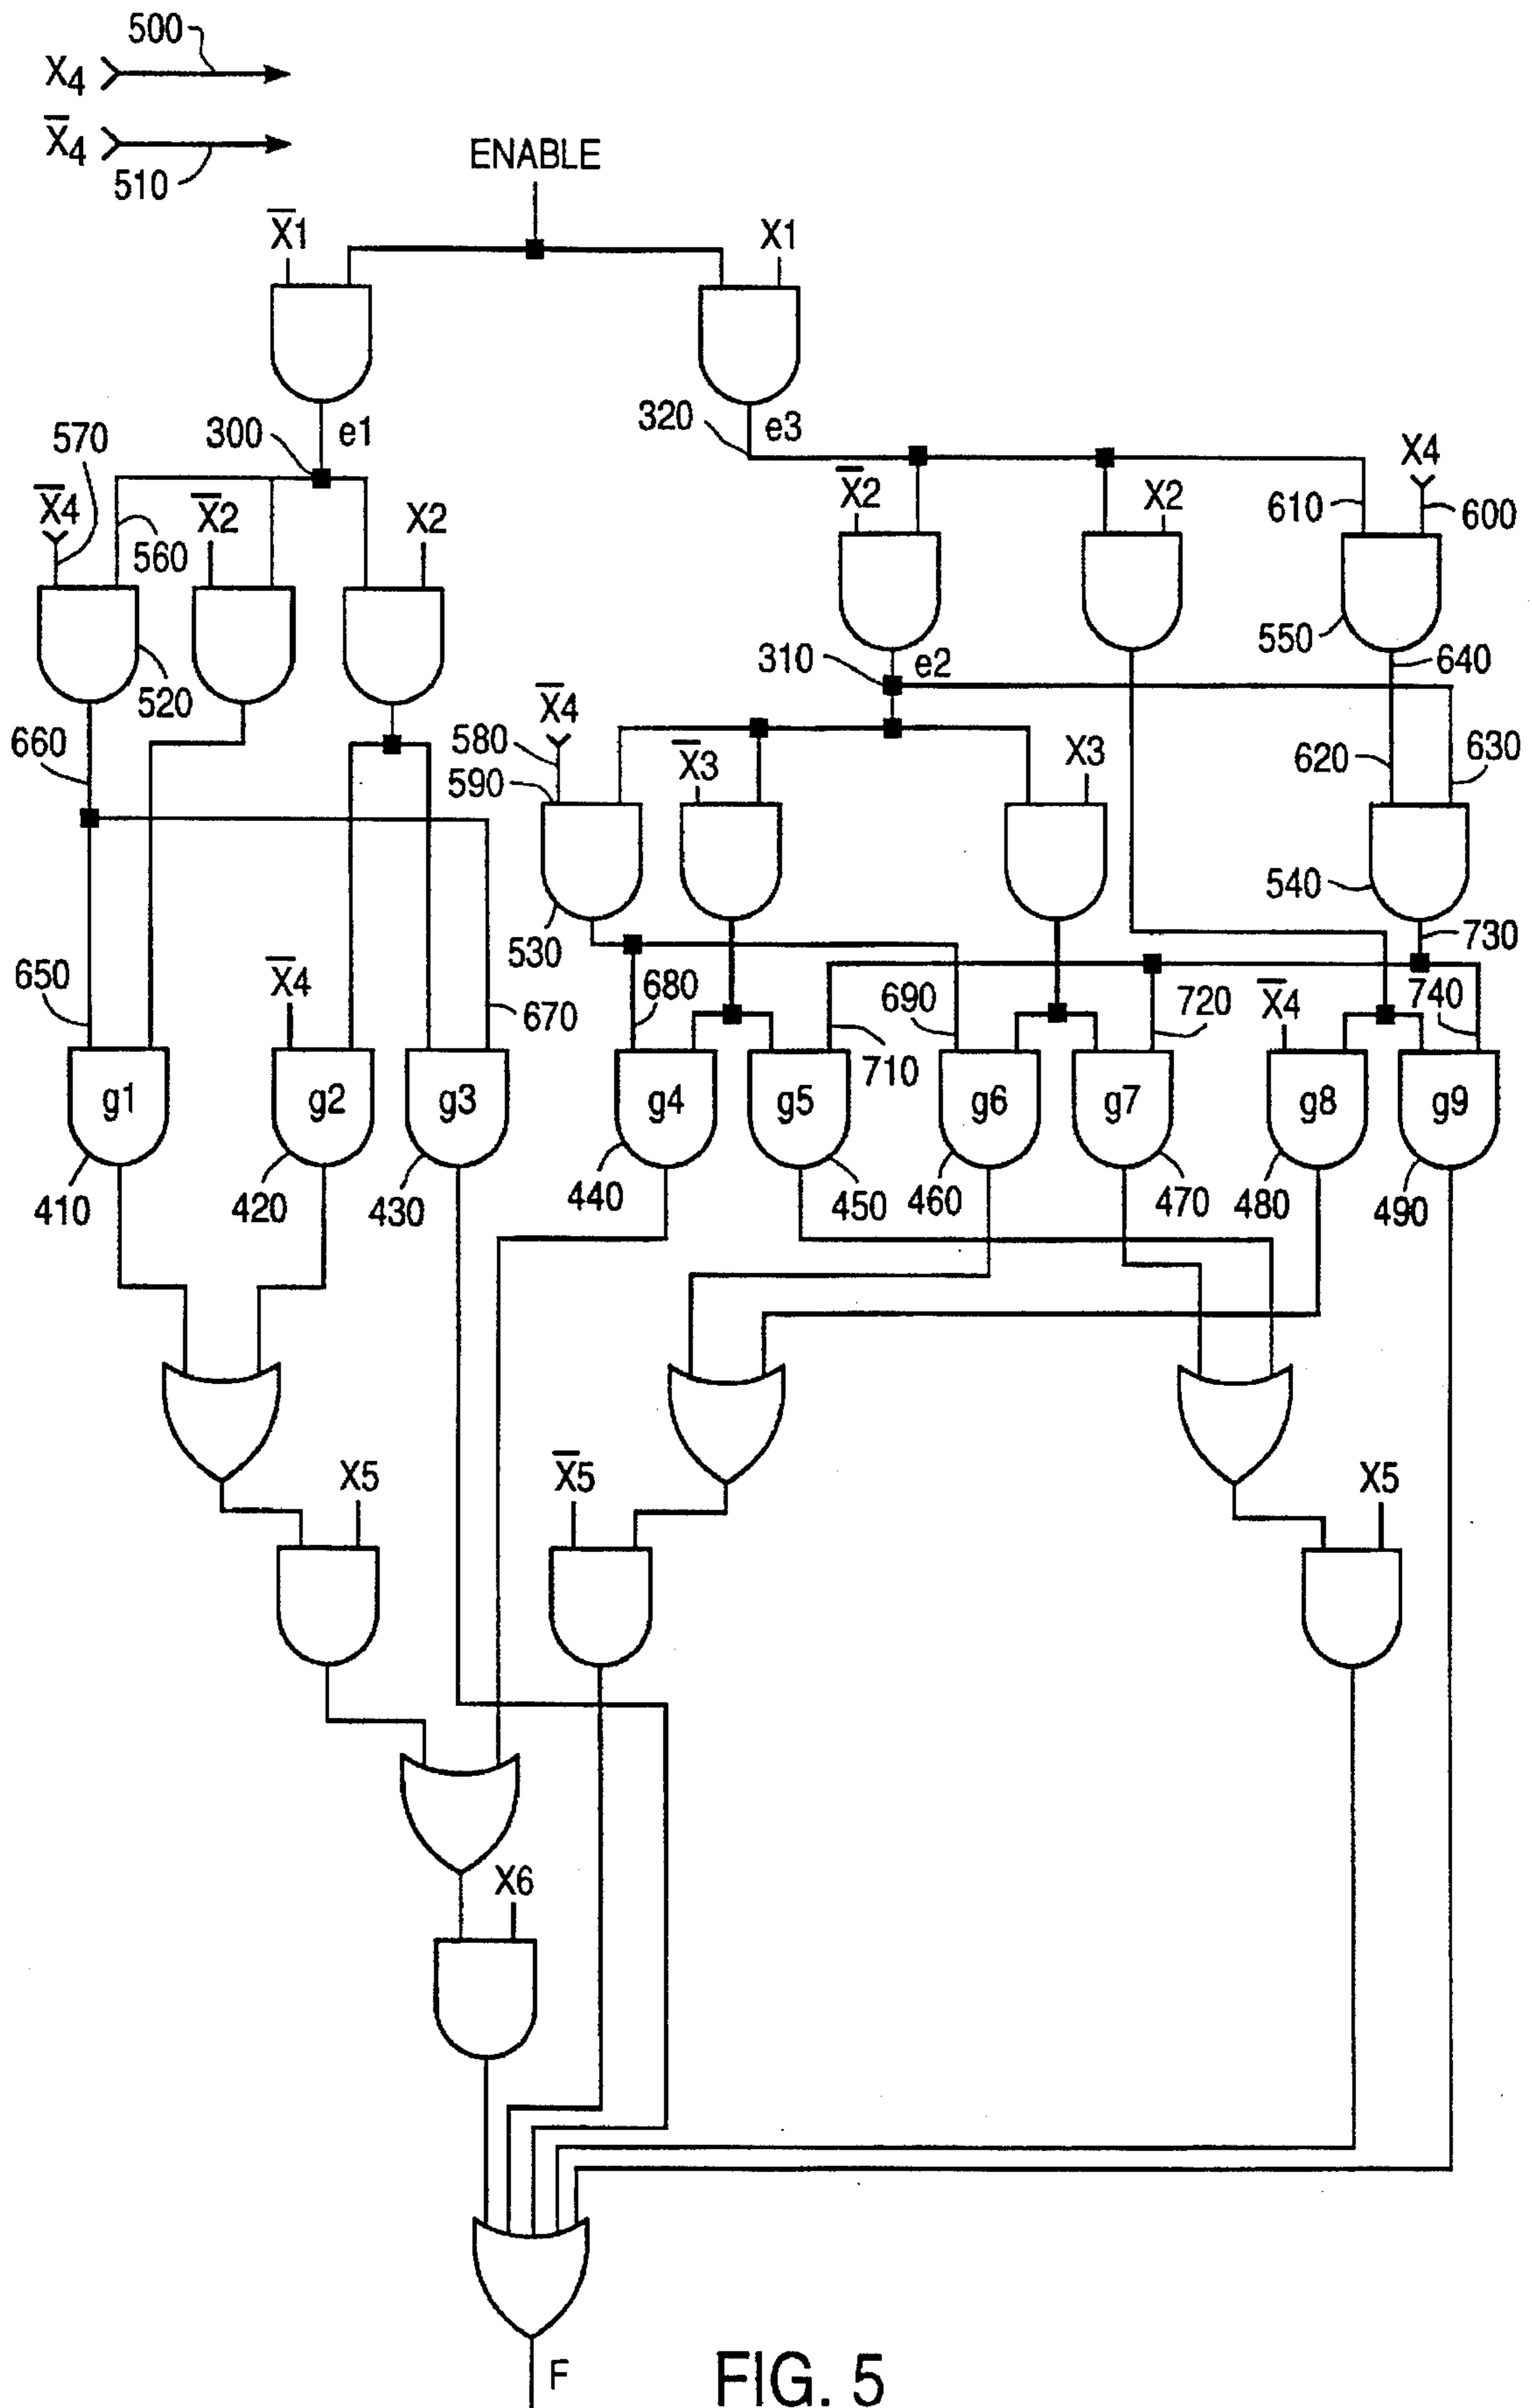 500
X4
X̅4
510
ENABLE
X̅1
X1
300
e1
320
e3
570
X̅4
560
X̅2
X2
X̅2
X2
X4
610
600
520
550
310
e2
640
660
X̅4
580
590
X̅3
X3
620
630
530
540
730
650
X̅4
670
680
710
690
720
X̅4
740
g1
g2
g3
g4
g5
g6
g7
g8
g9
410
420
430
440
450
460
470
480
490
X5
X̅5
X5
X6
F
FIG. 5